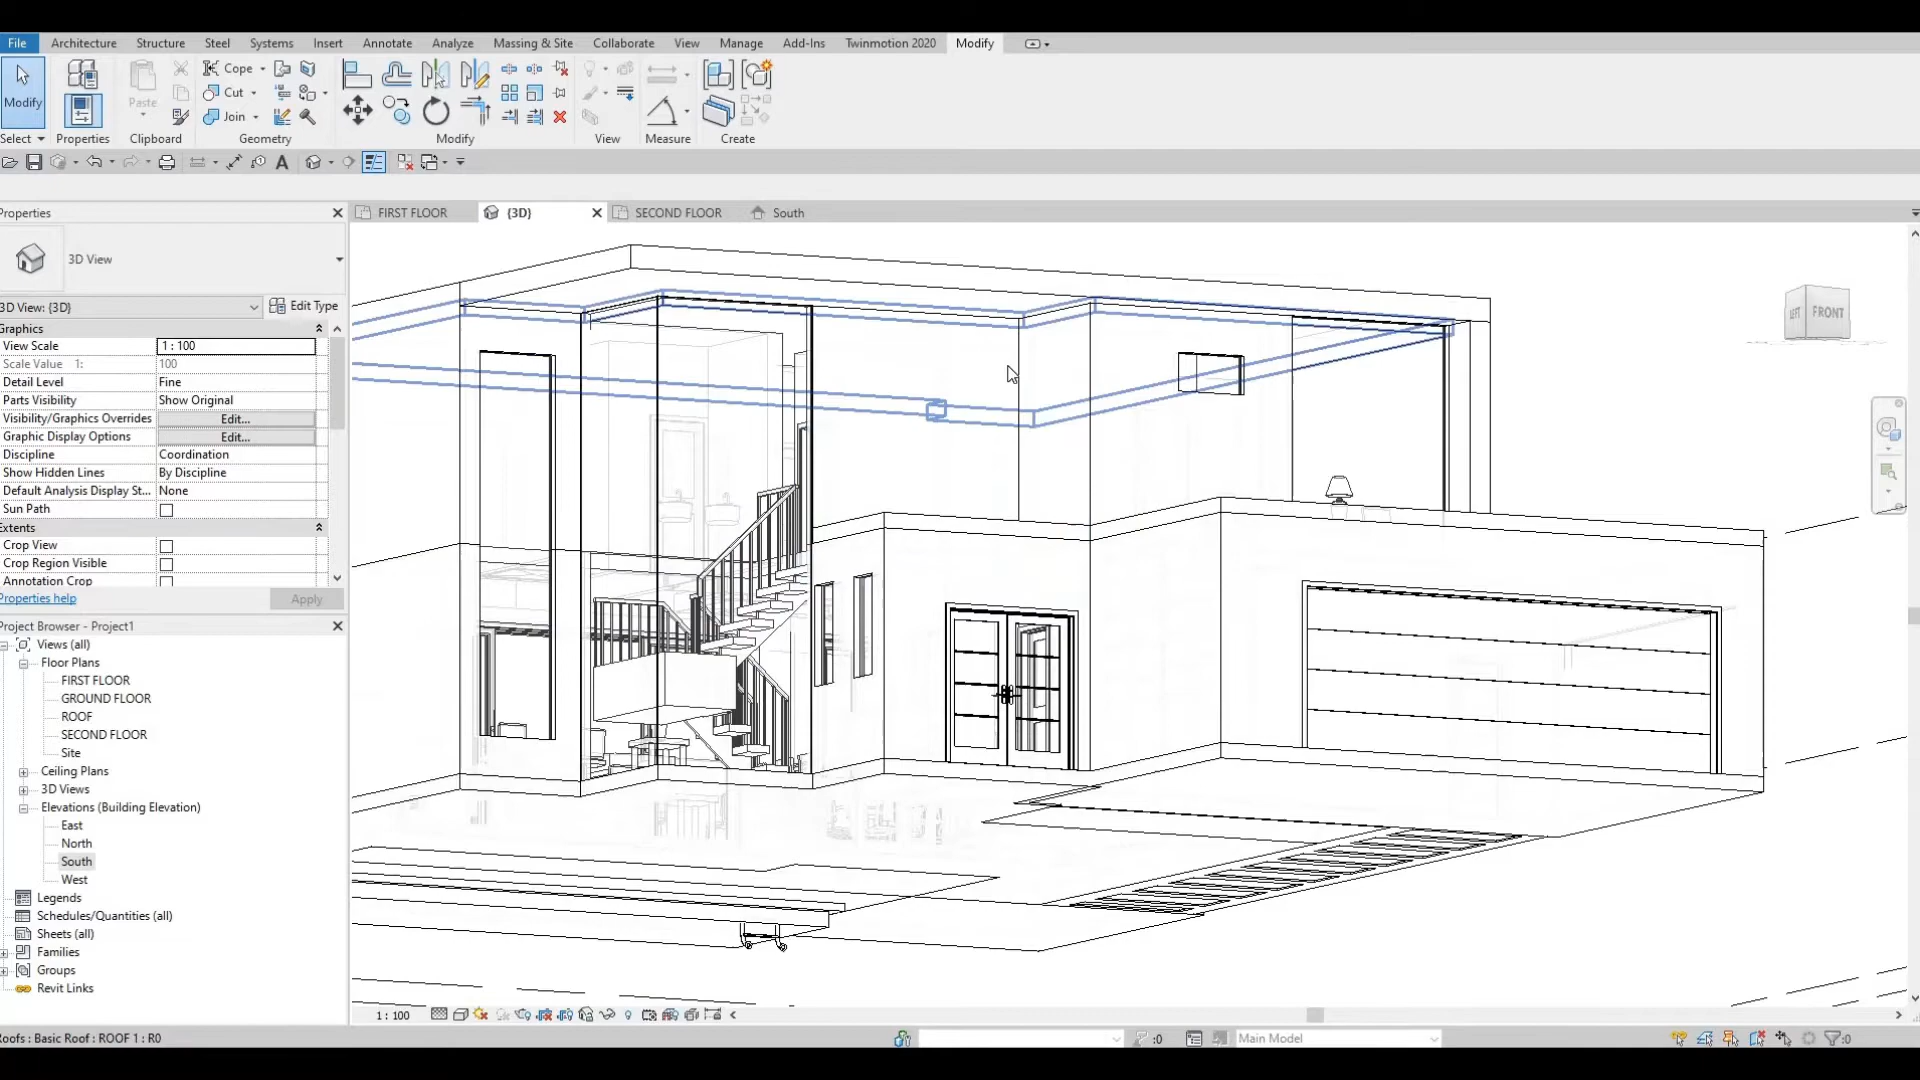 File Architecture Structure Steel Systems Insert Annotate Analyze Massing & Site Collaborate View Manage Add-Ins Twinmotion 2020 Modify
Cope
Modify Paste Cut
Join
Select Properties Clipboard Geometry Modify View Measure Create
A
Properties
FIRST FLOOR {3D} SECOND FLOOR South
3D View
3D View: {3D} Edit Type
Graphics
View Scale 1 : 100
Scale Value 1: 100
Detail Level Fine
Parts Visibility Show Original
Visibility/Graphics Overrides Edit...
Graphic Display Options Edit...
Discipline Coordination
Show Hidden Lines By Discipline
Default Analysis Display St... None
Sun Path
Extents
Crop View
Crop Region Visible
Annotation Crop
Properties help Apply
LEFT FRONT
Project Browser - Project1
Views (all)
Floor Plans
FIRST FLOOR
GROUND FLOOR
ROOF
SECOND FLOOR
Site
Ceiling Plans
3D Views
Elevations (Building Elevation)
East
North
South
West
Legends
Schedules/Quantities (all)
Sheets (all)
Families
Groups
Revit Links
1 : 100
Roofs : Basic Roof : ROOF 1 : R0 :0 Main Model :0